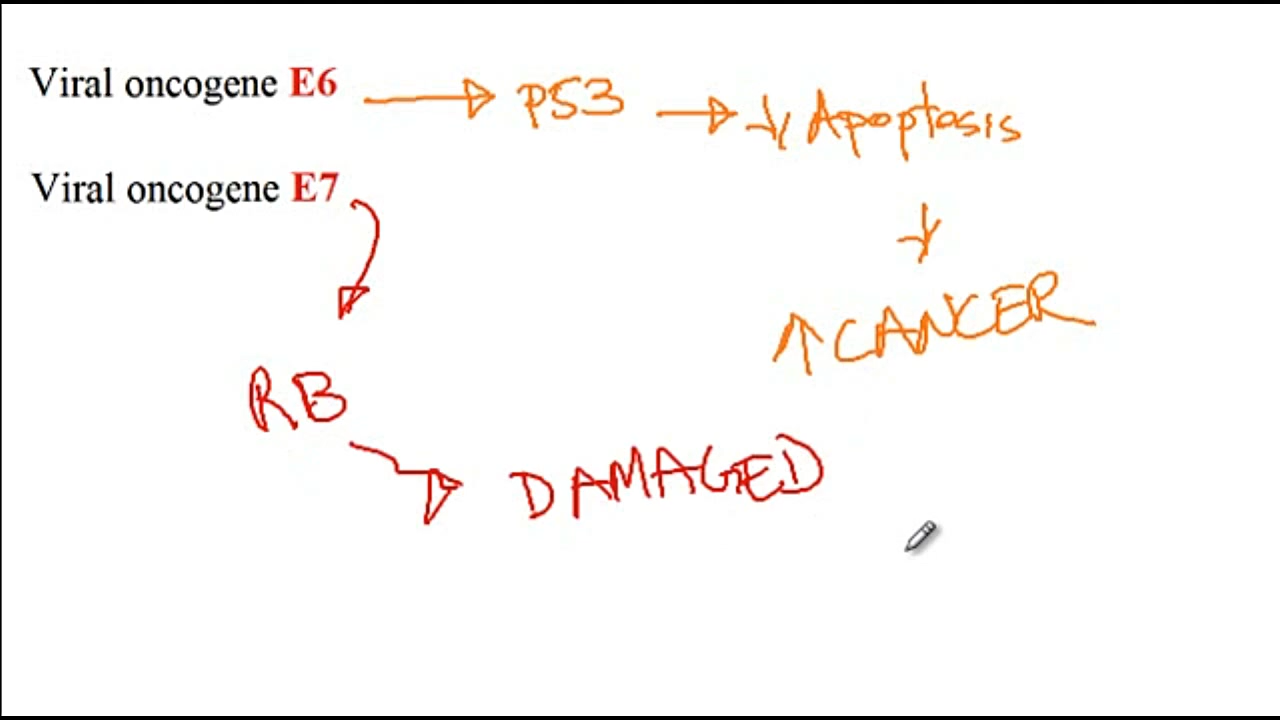 Viral oncogene E6 → P53 → ↓ Apoptosis
Viral oncogene E7
↓
↑ CANCER
RB
DAMAGED